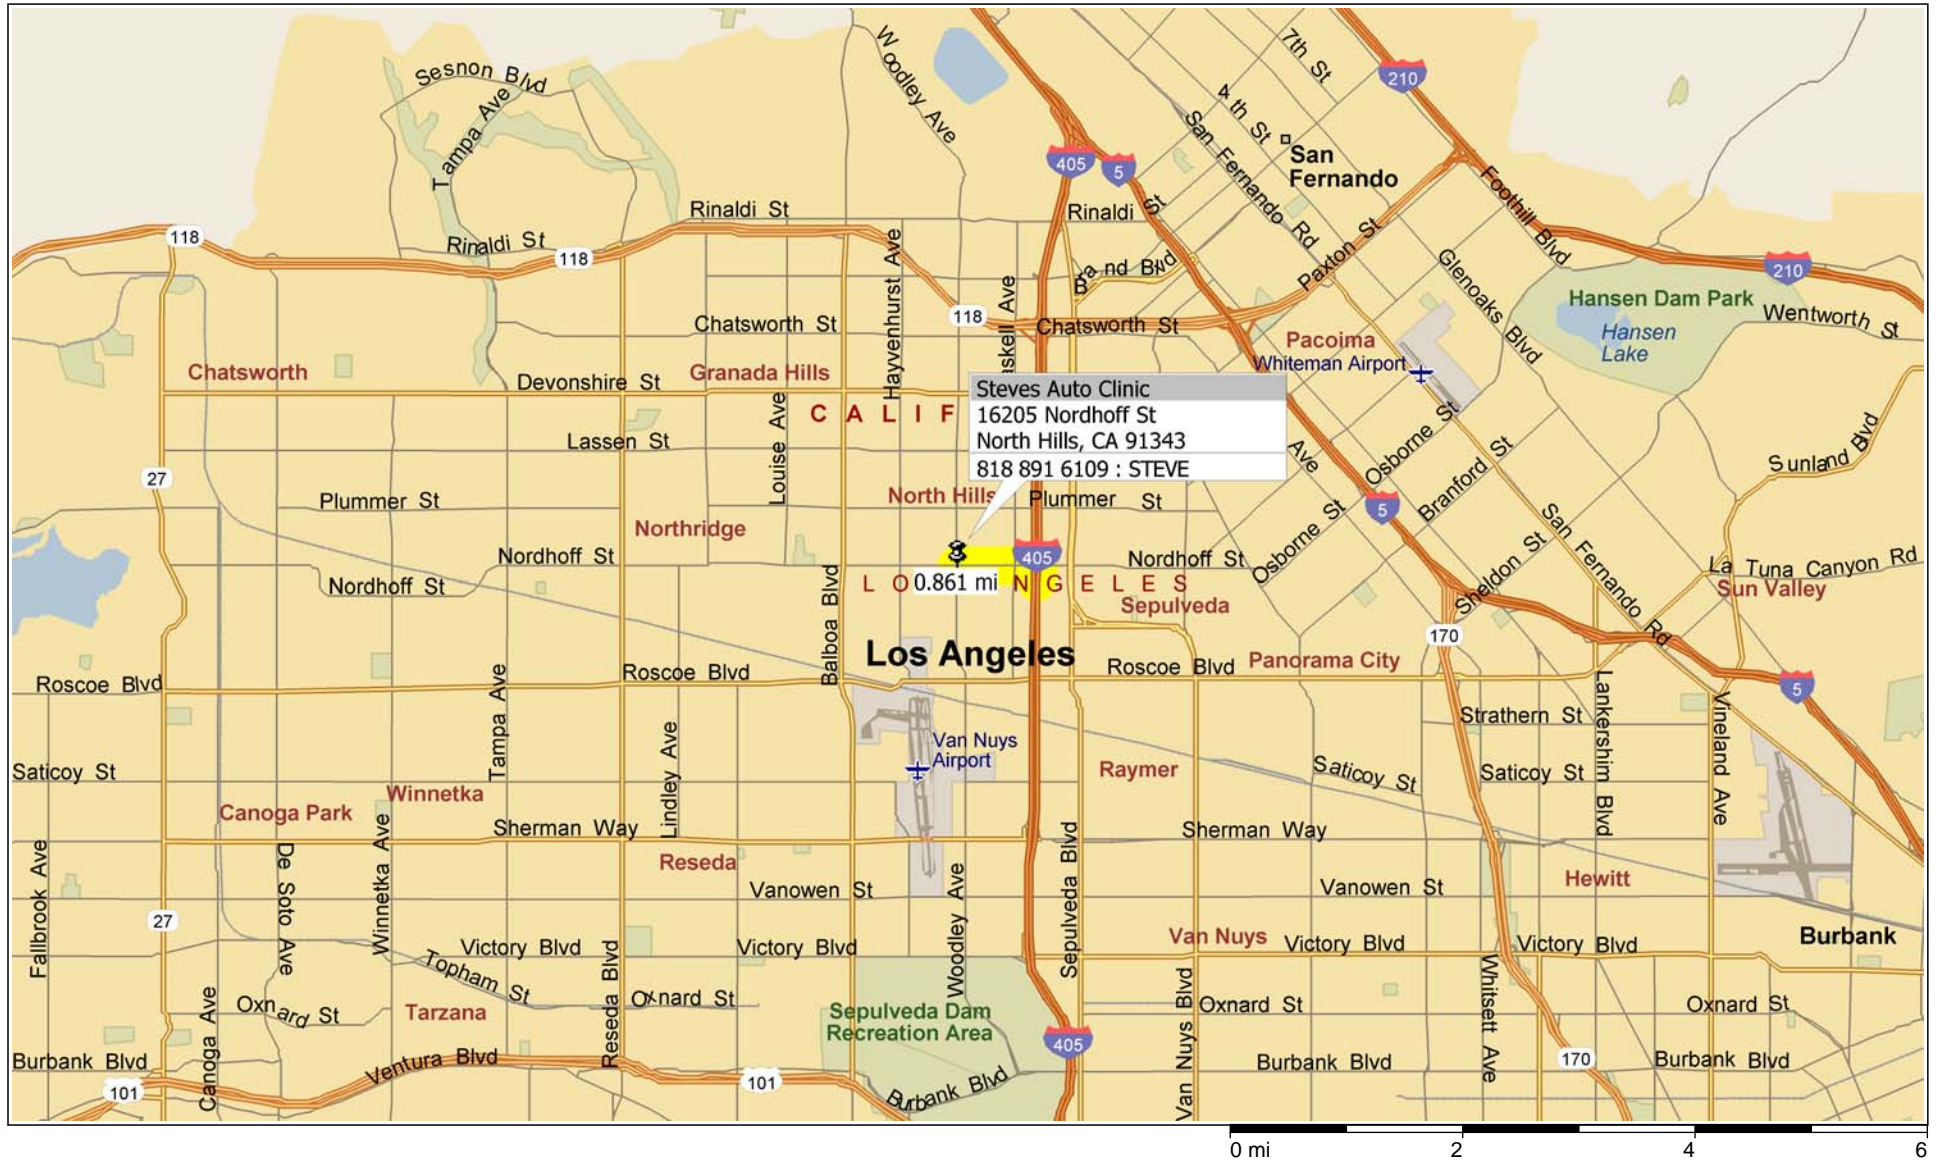 Sesnon Blvd
Tampa Ave
Woodley Ave
7th St
4 th St
San Fernando Rd
San
Fernando
210
405
5
Foothill Blvd
Rinaldi St
Rinaldi St
Rinaldi St
118
118
Hayvenhurst Ave
Brand Blvd
Paxton St
Glenoaks Blvd
210
Hansen Dam Park
Hansen
Lake
Wentworth St
118
Chatsworth St
Chatsworth St
askell Ave
Pacoima
Whiteman Airport
Chatsworth
Devonshire St
Granada Hills
Louise Ave
C A L I F
Steves Auto Clinic
16205 Nordhoff St
North Hills, CA 91343
818 891 6109 : STEVE
Lassen St
Ave
Osborne St
Branford St
Sunland Blvd
27
Plummer St
North Hills
Plummer St
5
Northridge
Osborne St
San Fernando Rd
Nordhoff St
Nordhoff St
405
Nordhoff St
Sheldon St
La Tuna Canyon Rd
Sun Valley
0.861 mi
L O N G E L E S
Sepulveda
Balboa Blvd
170
Los Angeles
Roscoe Blvd
Roscoe Blvd
Roscoe Blvd
Panorama City
5
Tampa Ave
Lankershim Blvd
Vineland Ave
Strathern St
Lindley Ave
Van Nuys
Airport
Saticoy St
Raymer
Saticoy St
Saticoy St
Winnetka
Canoga Park
Sherman Way
Sherman Way
Fallbrook Ave
De Soto Ave
Winnetka Ave
Reseda
Sepulveda Blvd
Vanowen St
Woodley Ave
Vanowen St
Hewitt
27
Victory Blvd
Victory Blvd
Van Nuys
Victory Blvd
Victory Blvd
Burbank
Topham St
Reseda Blvd
Whitsett Ave
Canoga Ave
Oxnard St
Tarzana
Oxnard St
Sepulveda Dam
Recreation Area
Van Nuys Blvd
Oxnard St
Oxnard St
405
Burbank Blvd
Ventura Blvd
Burbank Blvd
170
Burbank Blvd
101
101
Burbank Blvd
0 mi 2 4 6